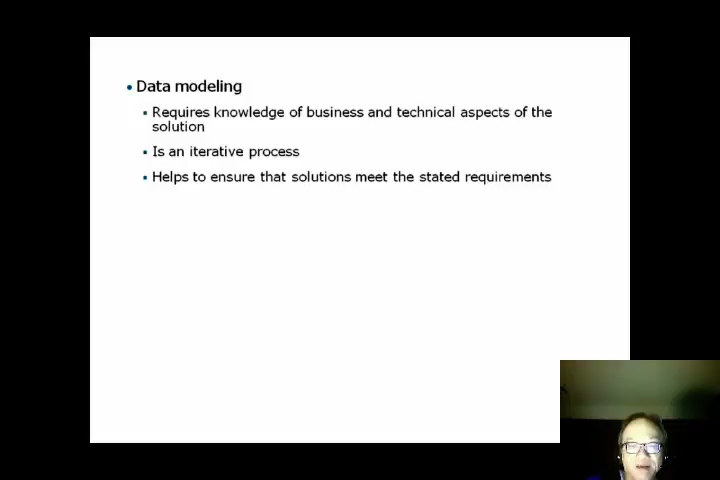 Data modeling
Requires knowledge of business and technical aspects of the
solution
Is an iterative process
Helps to ensure that solutions meet the stated requirements